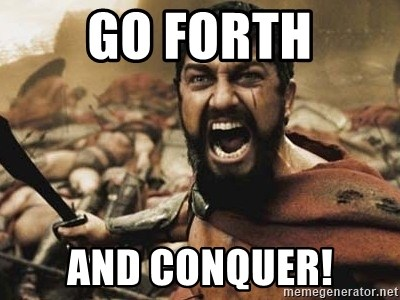 GO FORTH
AND CONQUER!
memegenerator.net